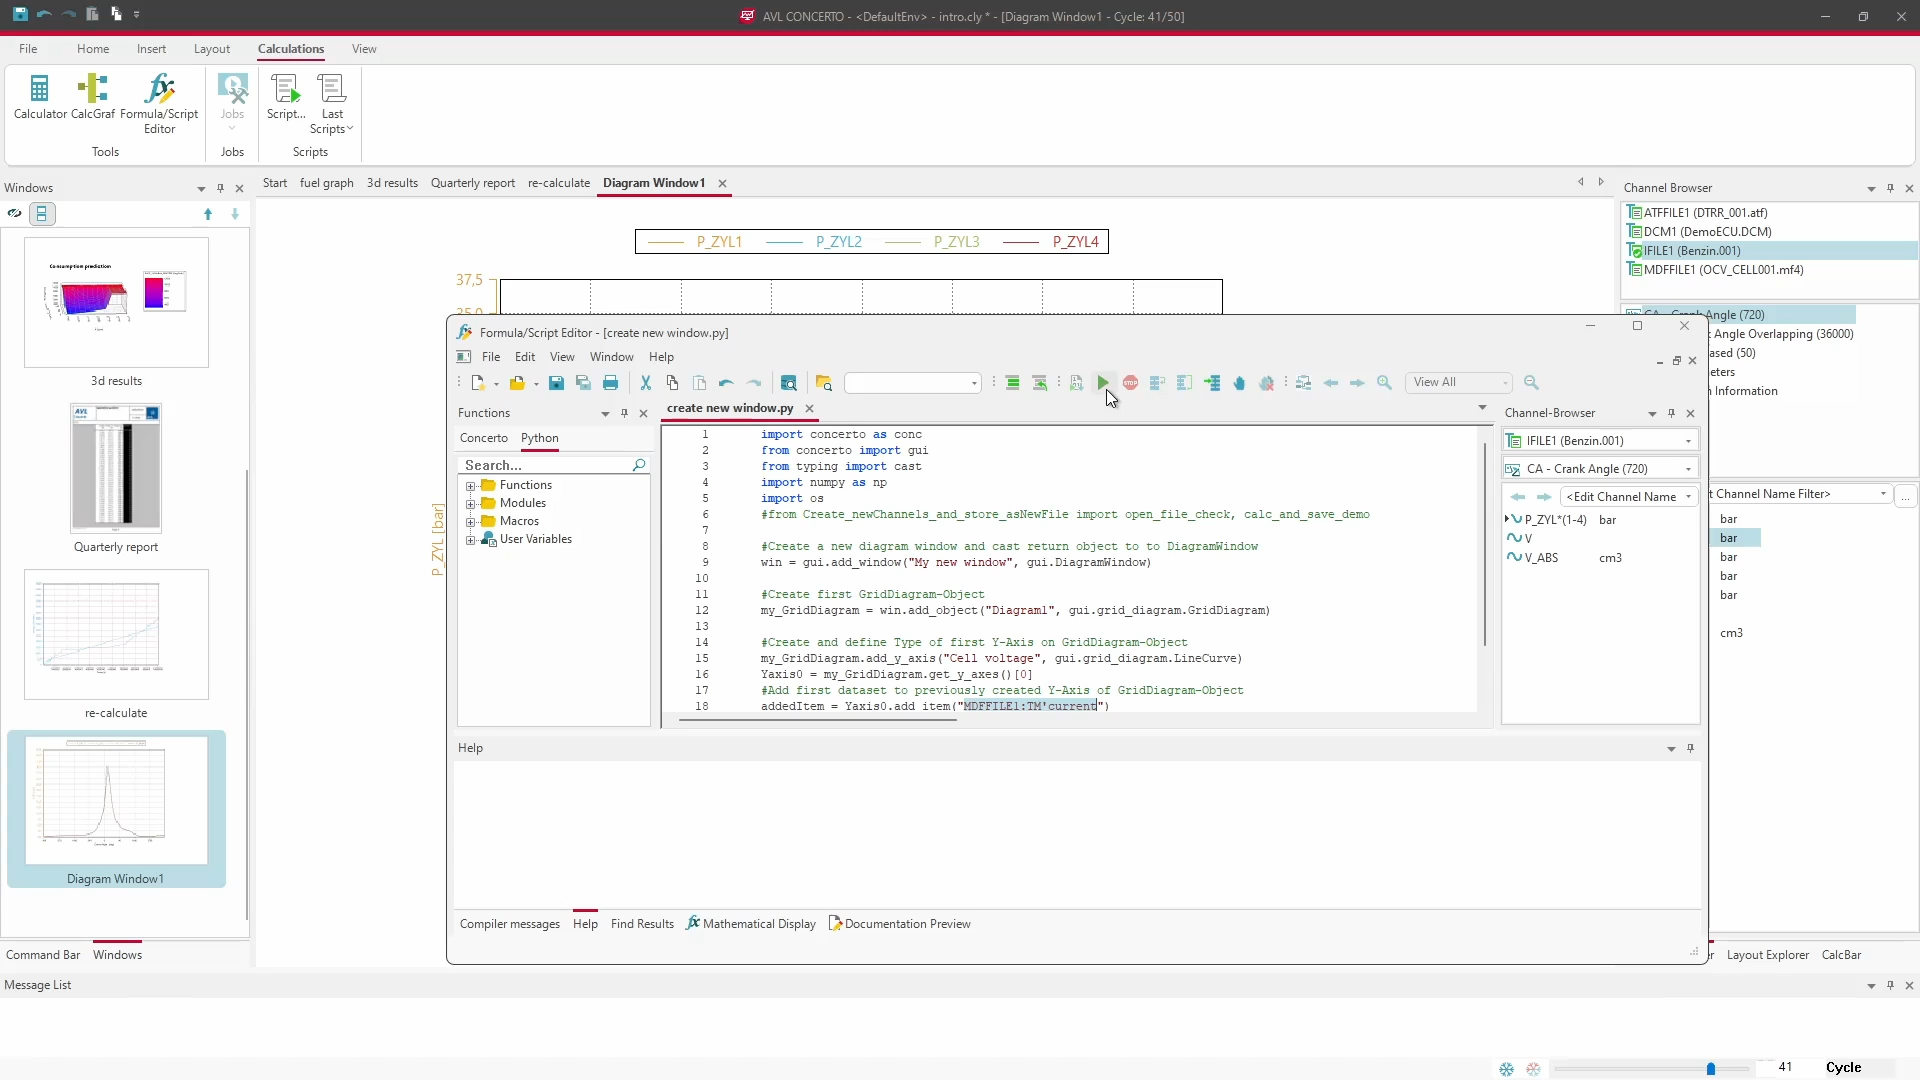 AVL CONCERTO - <DefaultEnv> - intro.cly * - [Diagram Window1 - Cycle: 41/50]
File Home Insert Layout Calculations View
Calculator CalcGraf Formula/Script Editor Jobs Script... Last Scripts
Tools Jobs Scripts
Windows
Start fuel graph 3d results Quarterly report re-calculate Diagram Window1
Channel Browser
ATFFILE1 (DTRR_001.atf)
DCM1 (DemoECU.DCM)
IFILE1 (Benzin.001)
MDFFILE1 (OCV_CELL001.mf4)
P_ZYL1 P_ZYL2 P_ZYL3 P_ZYL4
37,5
P_ZYL [bar]
Consumption prediction
3d results
AVL
Quarterly report
re-calculate
Diagram Window1
Command Bar Windows
Formula/Script Editor - [create new window.py]
File Edit View Window Help
STOP
View All
Functions
Concerto Python
Search...
Functions
Modules
Macros
User Variables
create new window.py
1 import concerto as conc
2 from concerto import gui
3 from typing import cast
4 import numpy as np
5 import os
6 #from Create_newChannels_and_store_asNewFile import open_file_check, calc_and_save_demo
7
8 #Create a new diagram window and cast return object to to DiagramWindow
9 win = gui.add_window("My new window", gui.DiagramWindow)
10
11 #Create first GridDiagram-Object
12 my_GridDiagram = win.add_object("Diagram1", gui.grid_diagram.GridDiagram)
13
14 #Create and define Type of first Y-Axis on GridDiagram-Object
15 my_GridDiagram.add_y_axis("Cell voltage", gui.grid_diagram.LineCurve)
16 Yaxis0 = my_GridDiagram.get_y_axes()[0]
17 #Add first dataset to previously created Y-Axis of GridDiagram-Object
18 addedItem = Yaxis0.add_item("MDFFILE1:TM'current")
Channel-Browser
IFILE1 (Benzin.001)
CA - Crank Angle (720)
<Edit Channel Name
P_ZYL*(1-4) bar
V
V_ABS cm3
Angle (720)
Angle Overlapping (36000)
ased (50)
eters
Information
t Channel Name Filter>
...
bar
bar
bar
bar
bar
cm3
Help
Compiler messages Help Find Results Mathematical Display Documentation Preview
Layout Explorer CalcBar
Message List
41 Cycle